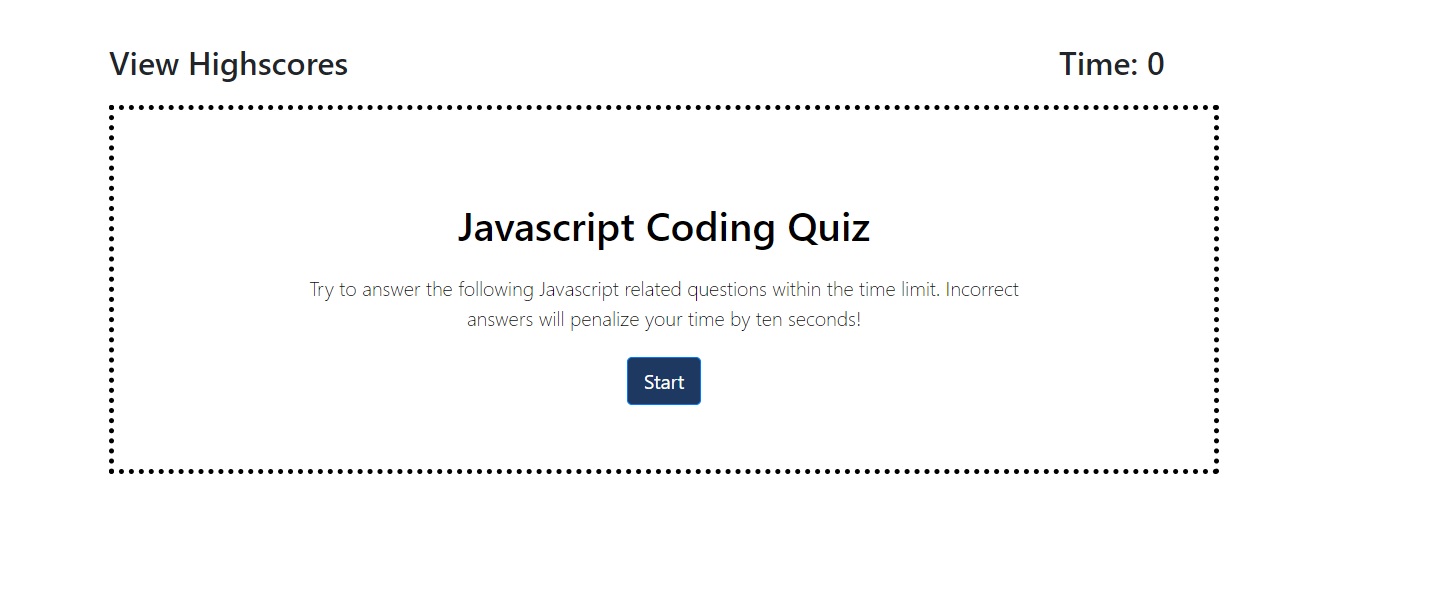 View Highscores
Time: 0
Javascript Coding Quiz
Try to answer the following Javascript related questions within the time limit. Incorrect
answers will penalize your time by ten seconds!
Start